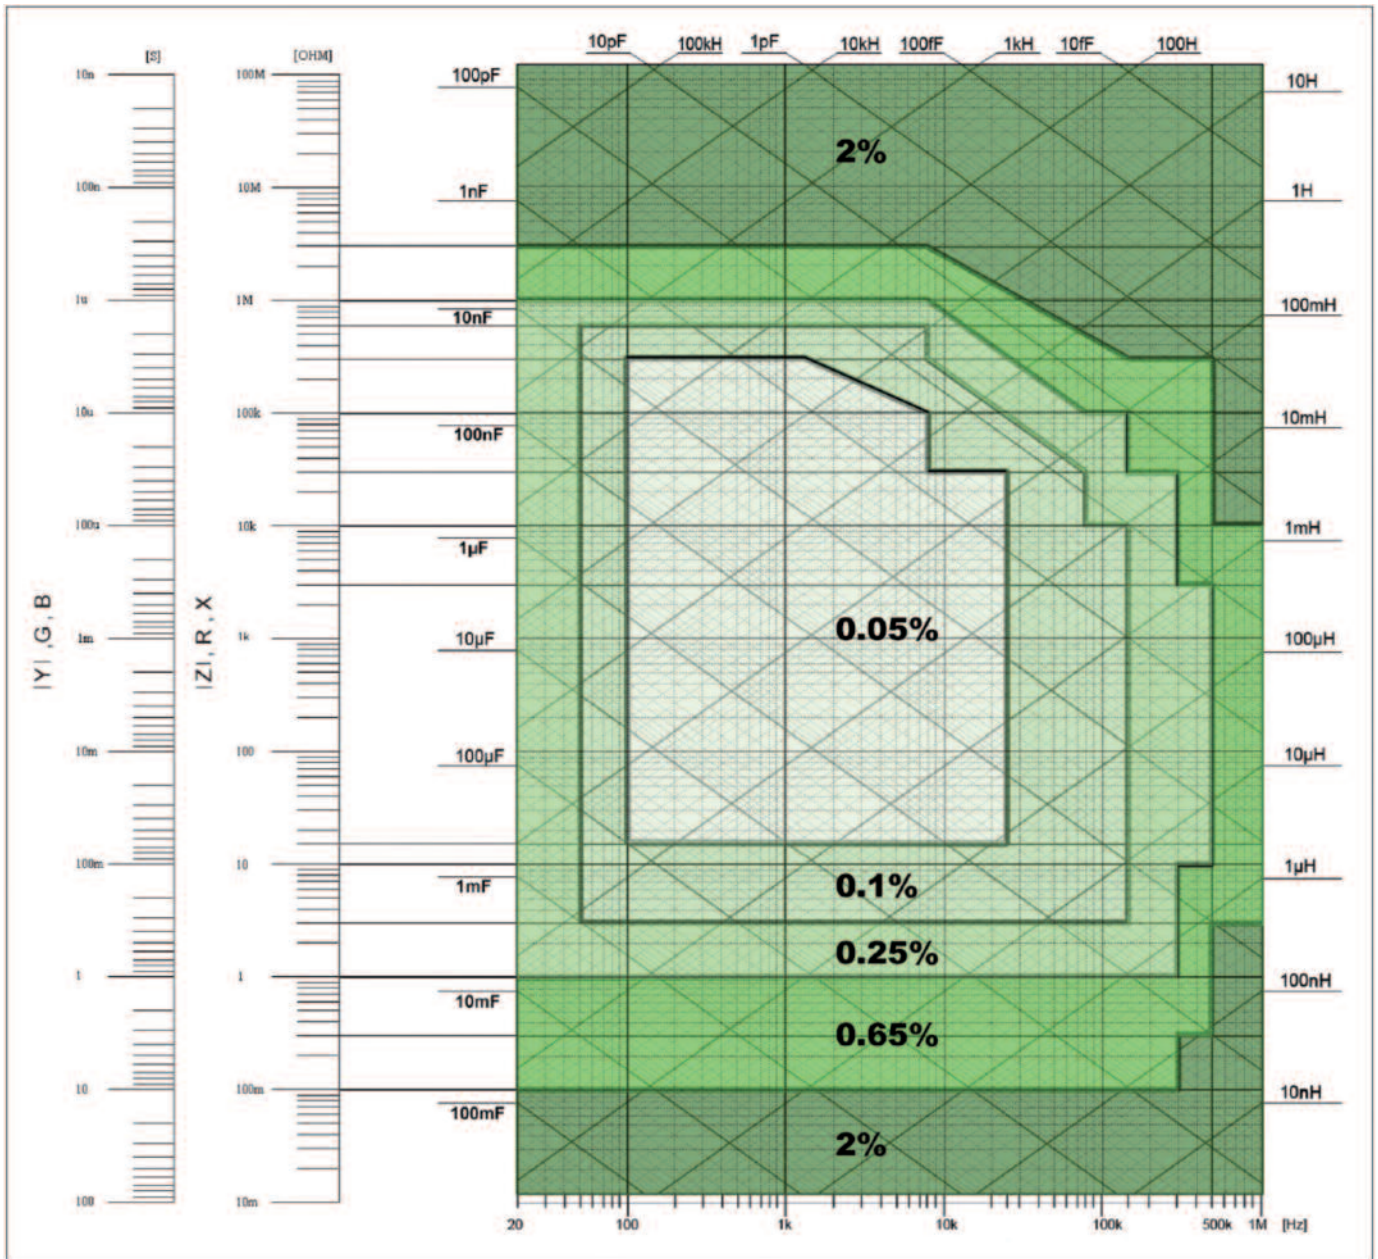 10pF 100kH 1pF 10kH 100fF 1kH 10fF 100H
[S] [OHM]
10n 100M 100pF 10H
2%
100n 10M 1nF 1H
1u 1M 10nF 100mH
10u 100k 100nF 10mH
100u 10k 1µF 1mH
|Y| ,G , B
|Z|, R , X
0.05%
1m 1k 10µF 100µH
10m 100 100µF 10µH
100m 10 1mF 1µH
0.1%
0.25%
1 1 10mF 100nH
0.65%
10 100m 100mF 10nH
2%
100 10m
20 100 1k 10k 100k 500k 1M [Hz]